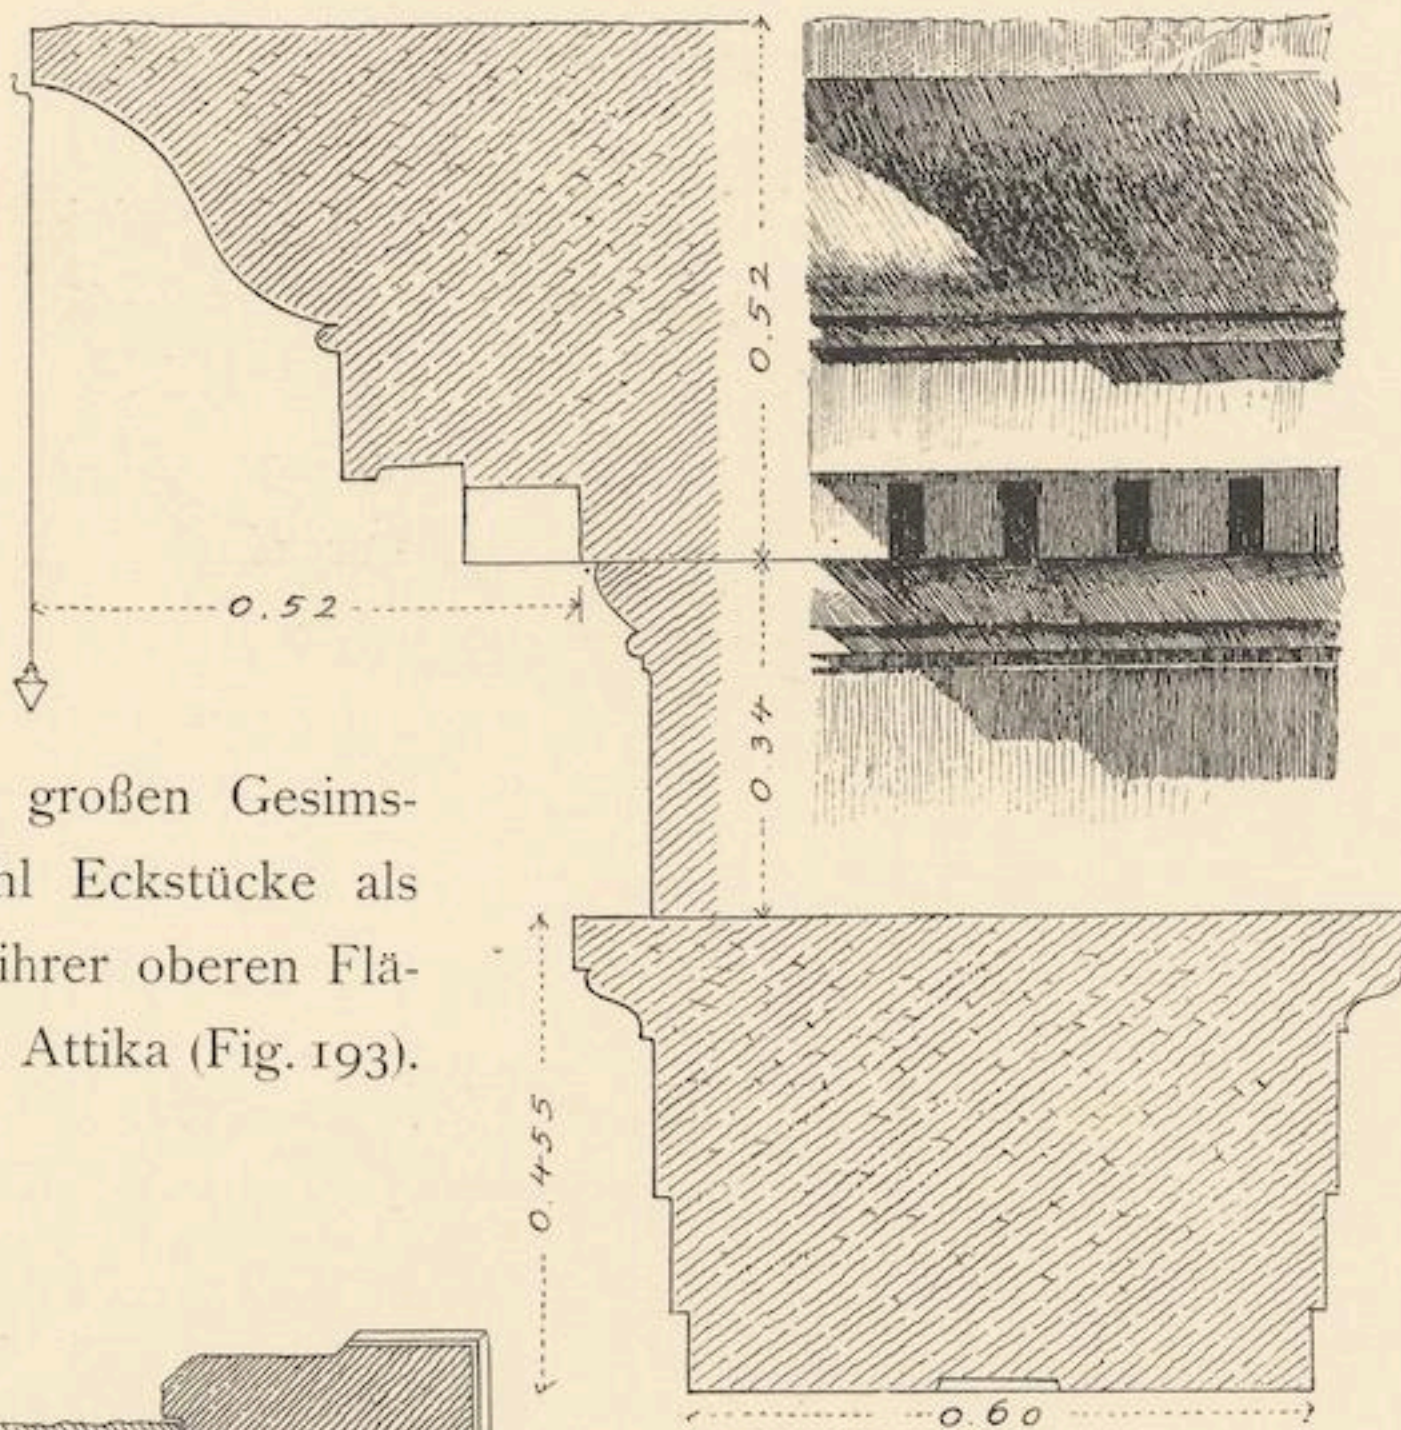 0.52
0.52
0.34
großen Gesims-
Eckstücke als
ihrer oberen Flä-
Attika (Fig. 193).
0.455
0.60